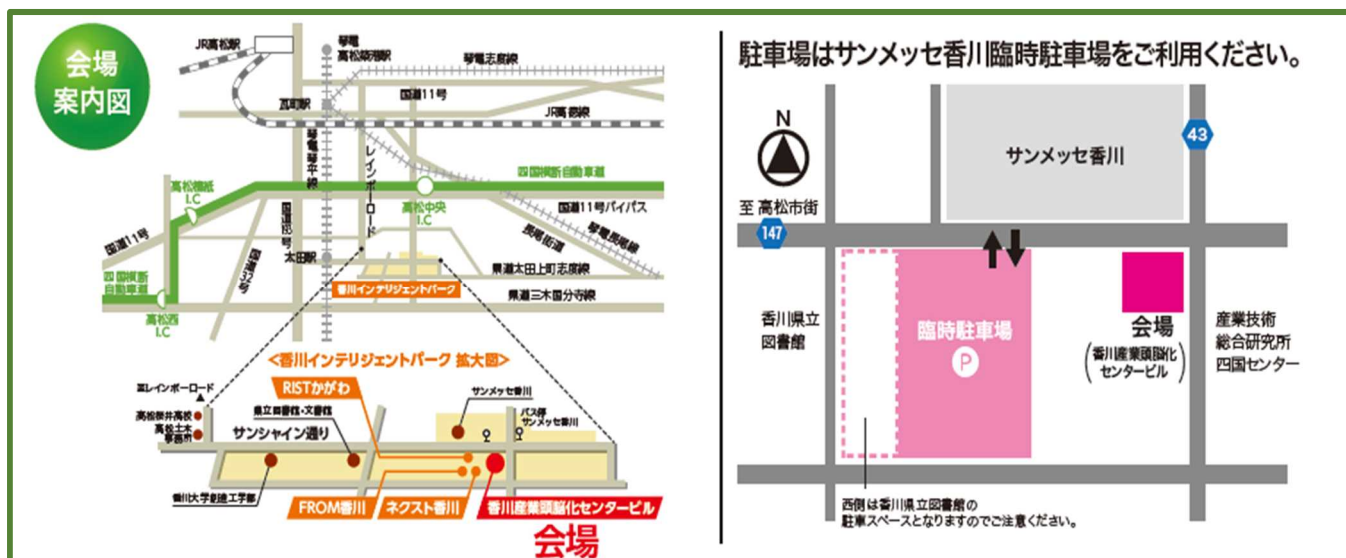 会場
案内図
JR高松駅
琴電
高松築港駅
琴電志度線
国道11号
瓦町駅
JR高徳線
琴電琴平線
レインボーロード
四国横断自動車道
高松檀紙
I.C
高松中央
I.C
国道11号バイパス
長尾街道
琴電長尾線
国道11号
国道32号
国道193号
太田駅
県道太田上町志度線
四国横断
自動車道
香川インテリジェントパーク
県道三木国分寺線
高松西
I.C
<香川インテリジェントパーク 拡大図>
RISTかがわ
至レインボーロード
高松桜井高校
高松土木
事務所
県立図書館・文書館
サンシャイン通り
サンメッセ香川
バス停
サンメッセ香川
香川大学創造工学部
FROM香川
ネクスト香川
香川産業頭脳化センタービル
会場
駐車場はサンメッセ香川臨時駐車場をご利用ください。
N
サンメッセ香川
43
至 高松市街
147
香川県立
図書館
臨時駐車場
P
会場
(香川産業頭脳化
センタービル)
産業技術
総合研究所
四国センター
西側は香川県立図書館の
駐車スペースとなりますのでご注意ください。